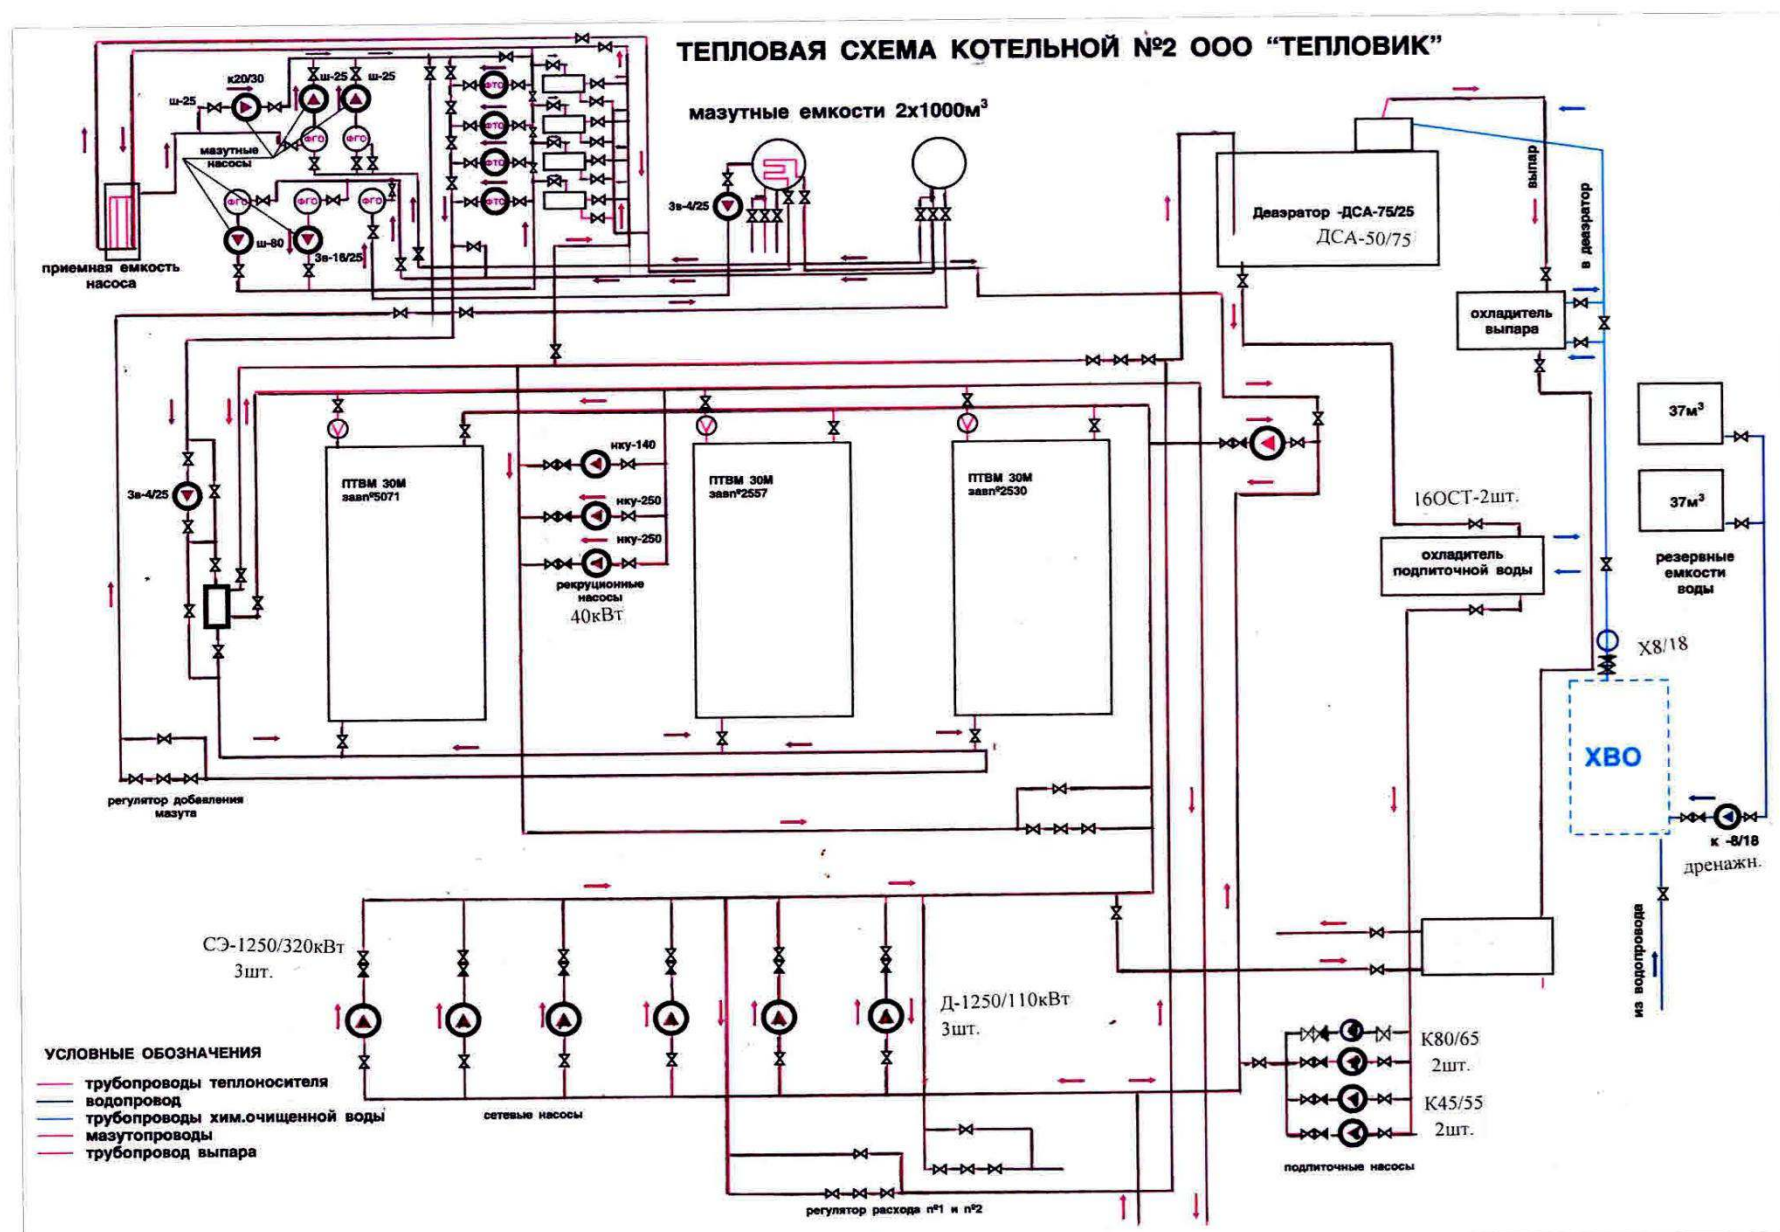 ТЕПЛОВАЯ СХЕМА КОТЕЛЬНОЙ №2 ООО "ТЕПЛОВИК"
мазутные емкости 2х1000м³
к20/30
ш-25
ш-25
ш-25
ФГО
ФГО
мазутные
насосы
ФГО
ФГО
ФГО
ш-80
3в-16/25
приемная емкость
насоса
ФТО
ФТО
ФТО
ФТО
3в-4/25
Деаэратор -ДСА-75/25
ДСА-50/75
выпар
в деаэратор
охладитель
выпара
37м³
37м³
резервные
емкости
воды
16ОСТ-2шт.
охладитель
подпиточной воды
Х8/18
ХВО
к -8/18
дренажн.
из водопровода
3в-4/25
ПТВМ 30М
завnº5071
нку-140
нку-250
нку-250
рекруционные
насосы
40кВт
ПТВМ 30М
завnº2557
ПТВМ 30М
завnº2530
регулятор добавления
мазута
СЭ-1250/320кВт
3шт.
Д-1250/110кВт
3шт.
К80/65
2шт.
К45/55
2шт.
подпиточные насосы
сетевые насосы
регулятор расхода nº1 и nº2
УСЛОВНЫЕ ОБОЗНАЧЕНИЯ
трубопроводы теплоносителя
водопровод
трубопроводы хим.очищенной воды
мазутопроводы
трубопровод выпара